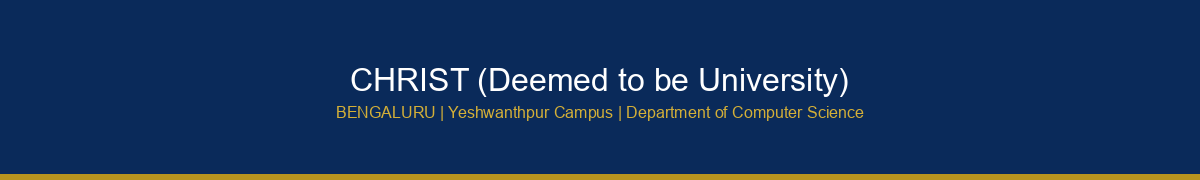 CHRIST (Deemed to be University)
BENGALURU | Yeshwanthpur Campus | Department of Computer Science